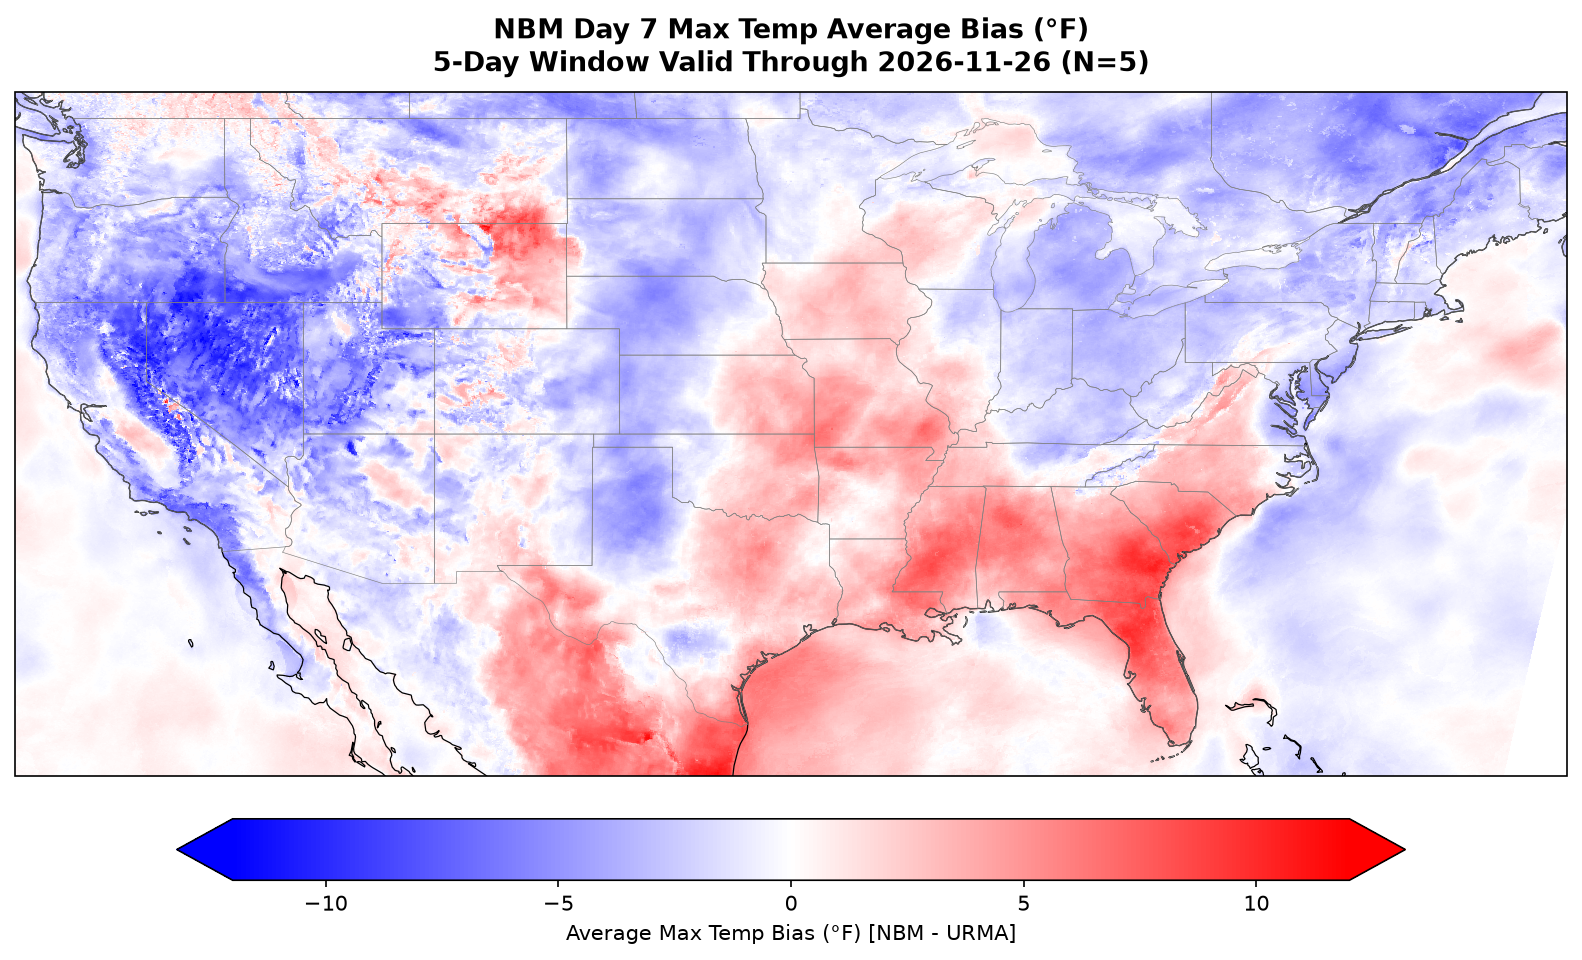 NBM Day 7 Max Temp Average Bias (°F)
5-Day Window Valid Through 2026-11-26 (N=5)
−10 −5 0 5 10
Average Max Temp Bias (°F) [NBM - URMA]